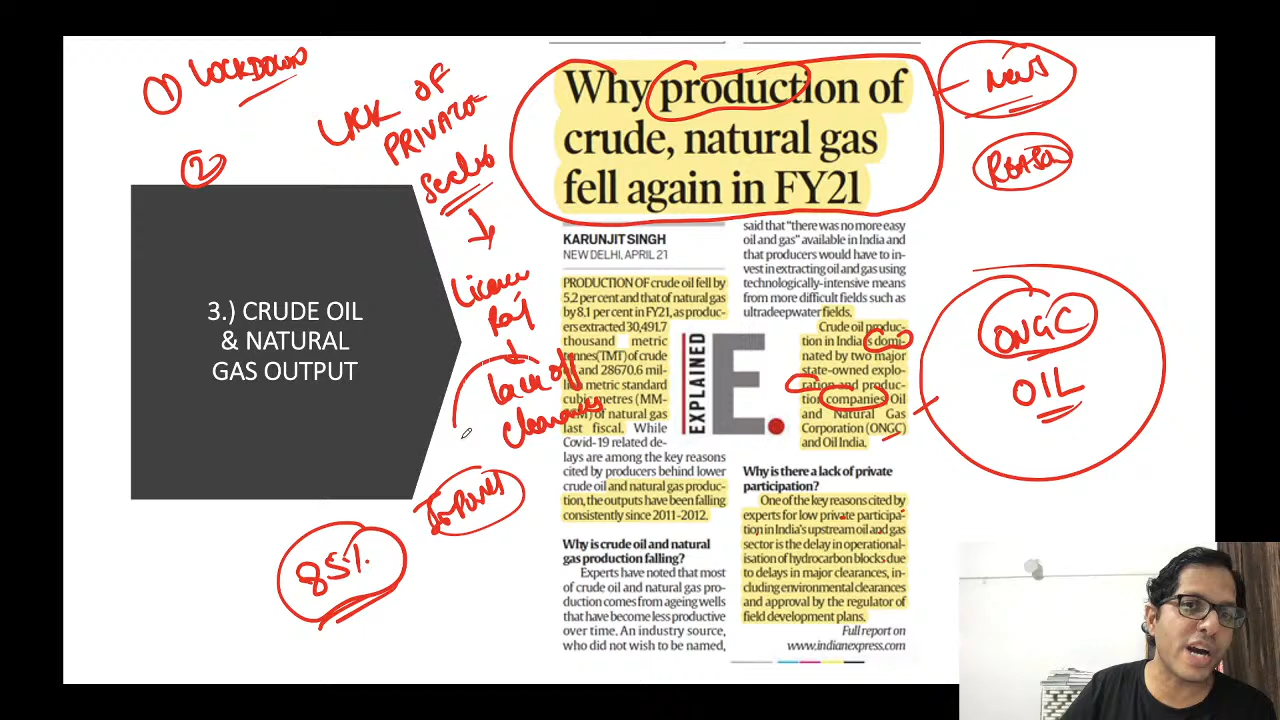 ① LOCKDOWN
②
LACK OF
PRIVATE
Sector
Licence
Raj
Lack off
clearances
Imports
85%
3.) CRUDE OIL
& NATURAL
GAS OUTPUT
Why production of
crude, natural gas
fell again in FY21
KARUNJIT SINGH
NEW DELHI, APRIL 21
PRODUCTION OF crude oil fell by
5.2 per cent and that of natural gas
by 8.1 per cent in FY21, as produc-
ers extracted 30,491.7
thousand metric
tonnes(TMT) of crude
oil and 28670.6 mil-
lion metric standard
cubic metres (MM-
of natural gas
last fiscal. While
Covid-19 related de-
lays are among the key reasons
cited by producers behind lower
crude oil and natural gas produc-
tion, the outputs have been falling
consistently since 2011-2012.
Why is crude oil and natural
gas production falling?
Experts have noted that most
of crude oil and natural gas pro-
duction comes from ageing wells
that have become less productive
over time. An industry source,
who did not wish to be named,
said that "there was no more easy
oil and gas" available in India and
that producers would have to in-
vest in extracting oil and gas using
technologically-intensive means
from more difficult fields such as
ultradeepwater fields.
Crude oil produc-
tion in India is domi-
nated by two major
state-owned explo-
ration and produc-
tion companies, Oil
and Natural Gas
Corporation (ONGC)
and Oil India.
EXPLAINED
E.
Why is there a lack of private
participation?
One of the key reasons cited by
experts for low private participa-
tion in India's upstream oil and gas
sector is the delay in operational-
isation of hydrocarbon blocks due
to delays in major clearances, in-
cluding environmental clearances
and approval by the regulator of
field development plans.
Full report on
www.indianexpress.com
News
REASON
ONGC
OIL